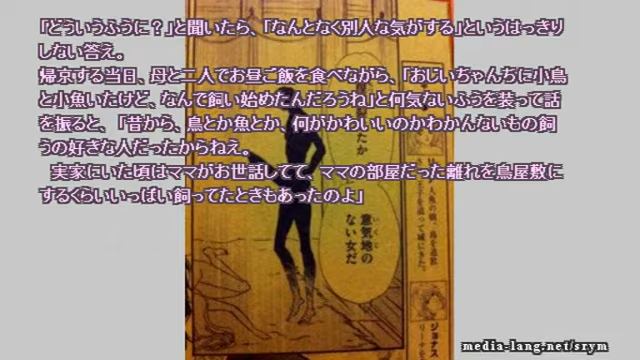 「どういうふうに？」と聞いたら、「なんとなく別人な気がする」というはっきり
しない答え。
帰京する当日、母と二人でお昼ご飯を食べながら、「おじいちゃんちに小鳥
と小魚いたけど、なんで飼い始めたんだろうね」と何気ないふうを装って話
を振ると、「昔から、鳥とか魚とか、何がかわいいのかわかんないもの飼
うの好きな人だったからねえ。
　実家にいた頃はママがお世話してて、ママの部屋だった離れを鳥屋敷に
するくらいいっぱい飼ってたときもあったのよ」
意気地の
ない女だ
ジョナス
media-lang.net/srym